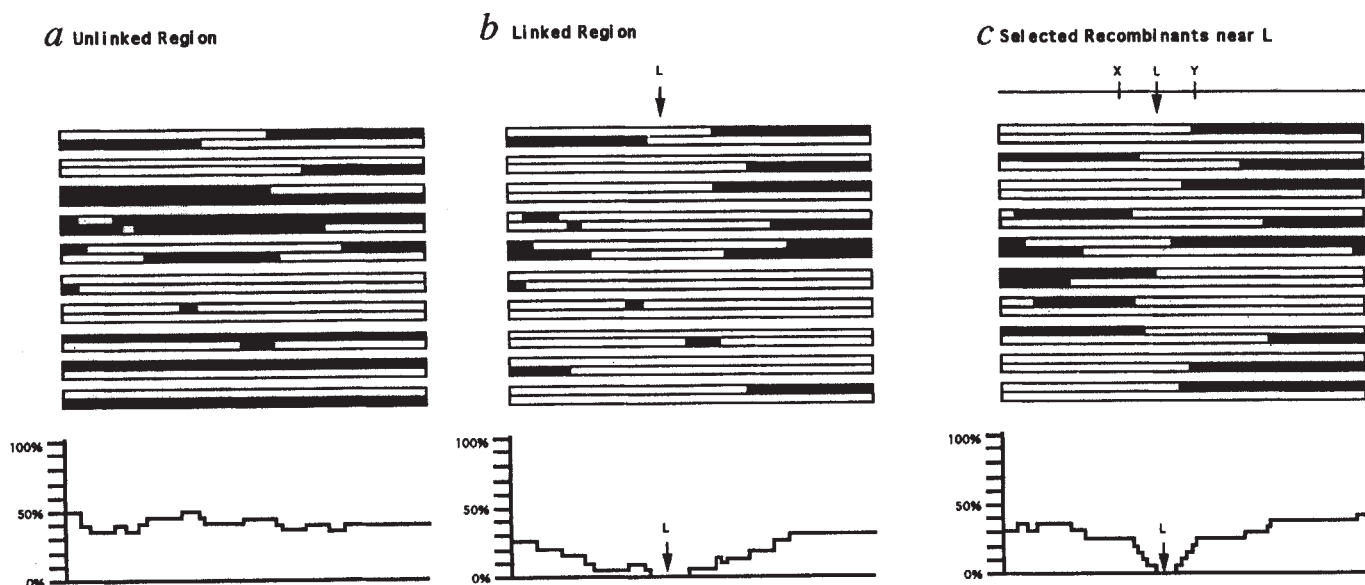 a Unlinked Region
b Linked Region
c Selected Recombinants near L
L
X L Y
100%
50%
0%
100%
50%
L
0%
100%
50%
L
0%